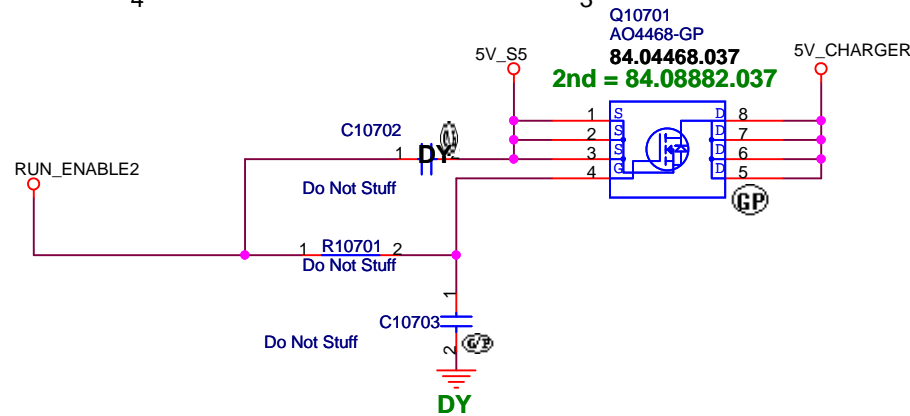 4
3
Q10701
AO4468-GP
84.04468.037
2nd = 84.08882.037
5V_S5
5V_CHARGER
1 S D 8
2 S D 7
3 S D 6
4 G D 5
GP
C10702
1 DY
Do Not Stuff
RUN_ENABLE2
1 R10701 2
Do Not Stuff
1
C10703
2
Do Not Stuff
DY